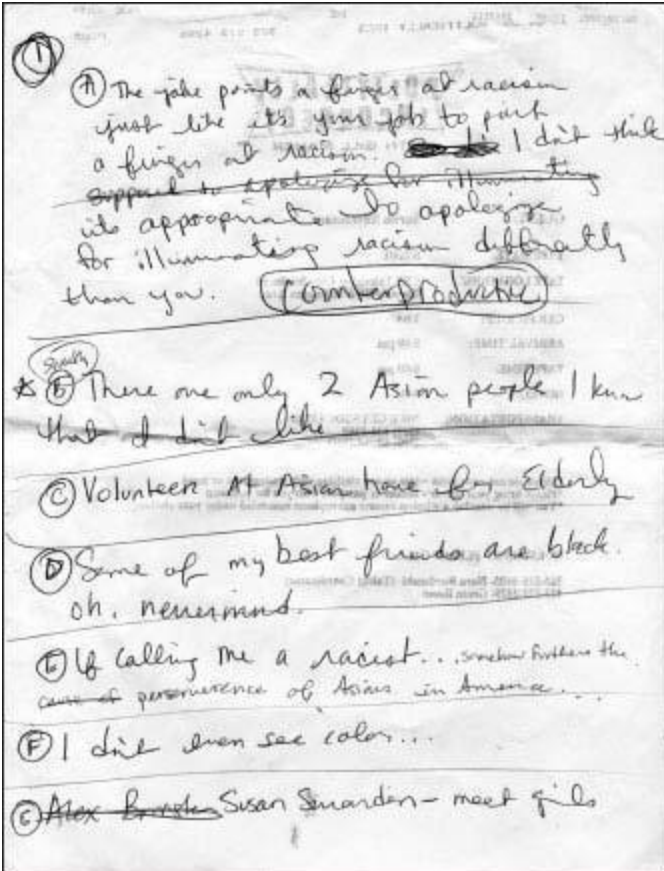 ①
Ⓐ The joke points a finger at racism
just like its your job to point
a finger at racism. I don't think
supposed to apologize for illuminating
its appropriate to apologize
for illuminating racism differently
than you. counterproductive
Ⓑ There are only 2 Asian people I know
that I don't like
Ⓒ Volunteer At Asian home for Elderly
Ⓓ Some of my best friends are black.
oh, nevermind.
Ⓔ If calling me a racist... somehow furthers the
cause of perseverence of Asians in America...
Ⓕ I don't even see color...
Ⓖ Alex Susan Sarandon - meet girls